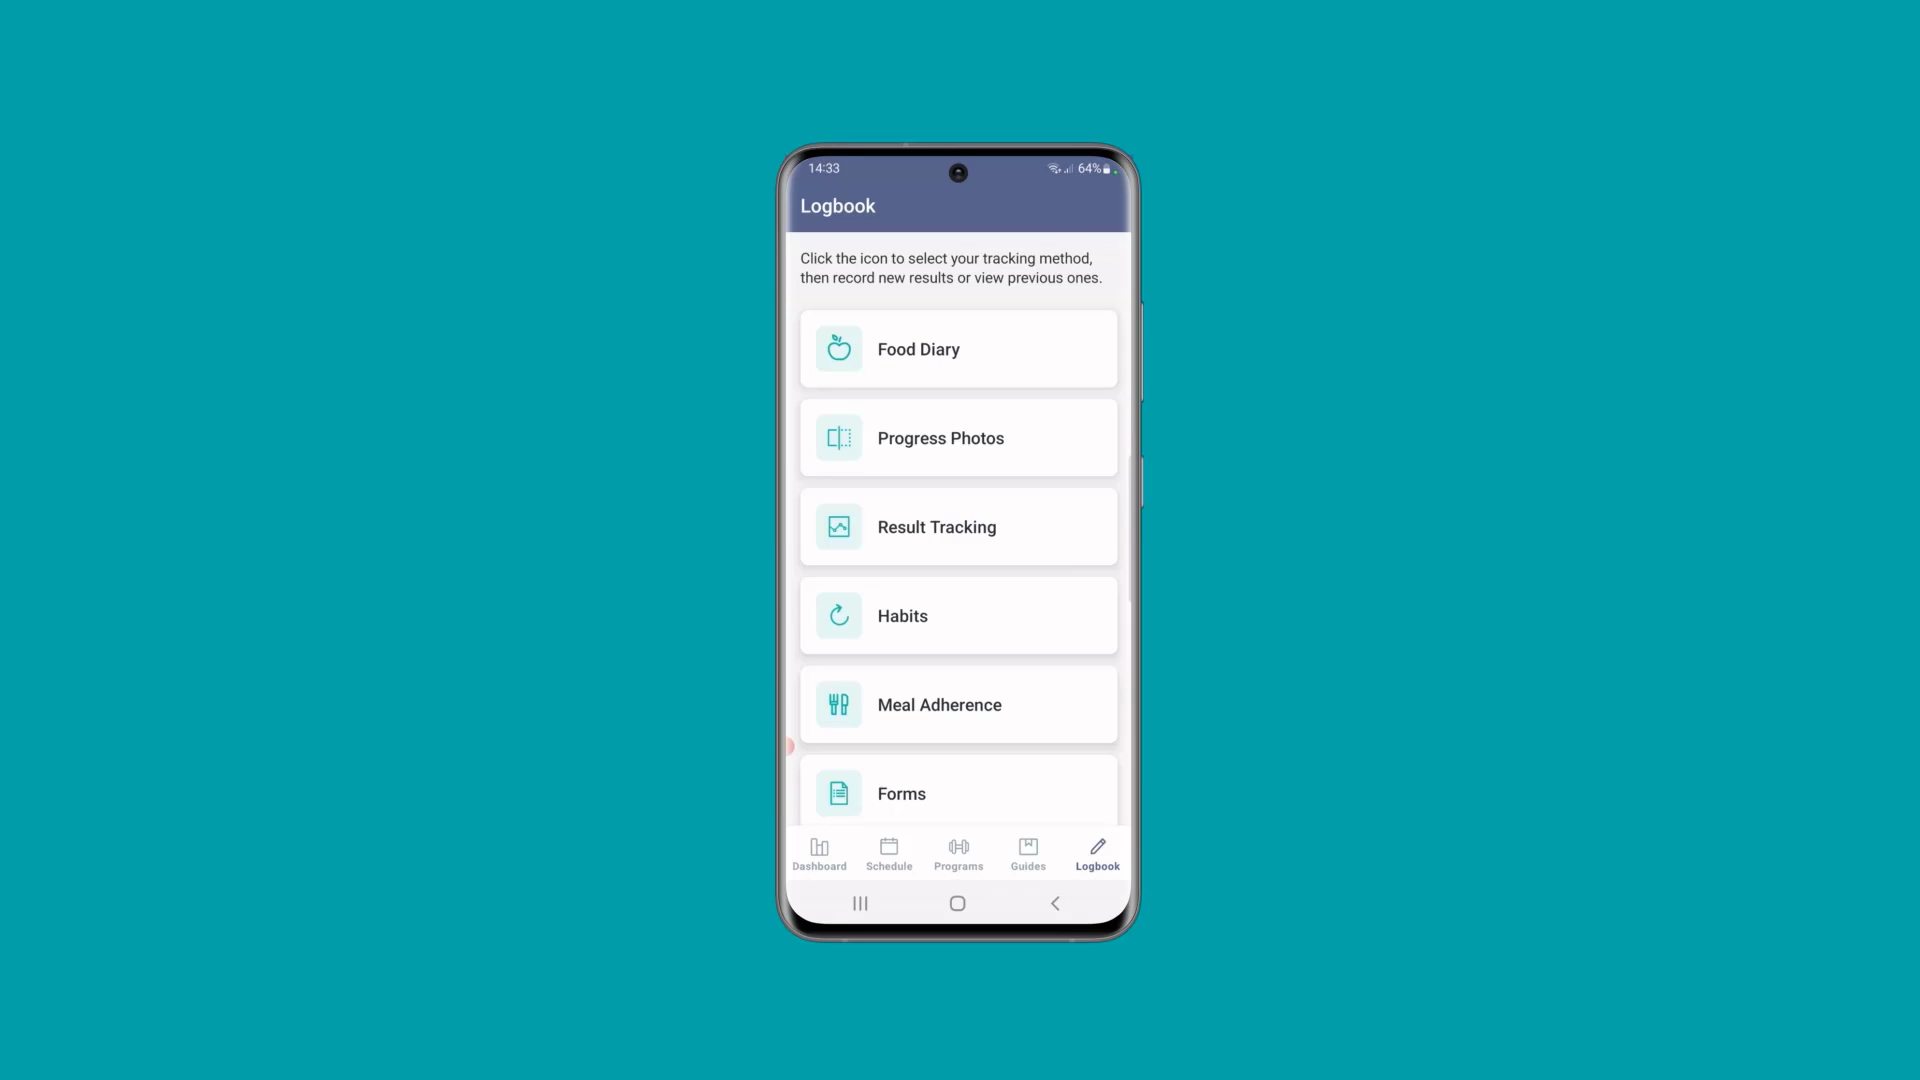 14:33
64%
Logbook
Click the icon to select your tracking method,
then record new results or view previous ones.
Food Diary
Progress Photos
Result Tracking
Habits
Meal Adherence
Forms
Dashboard
Schedule
Programs
Guides
Logbook